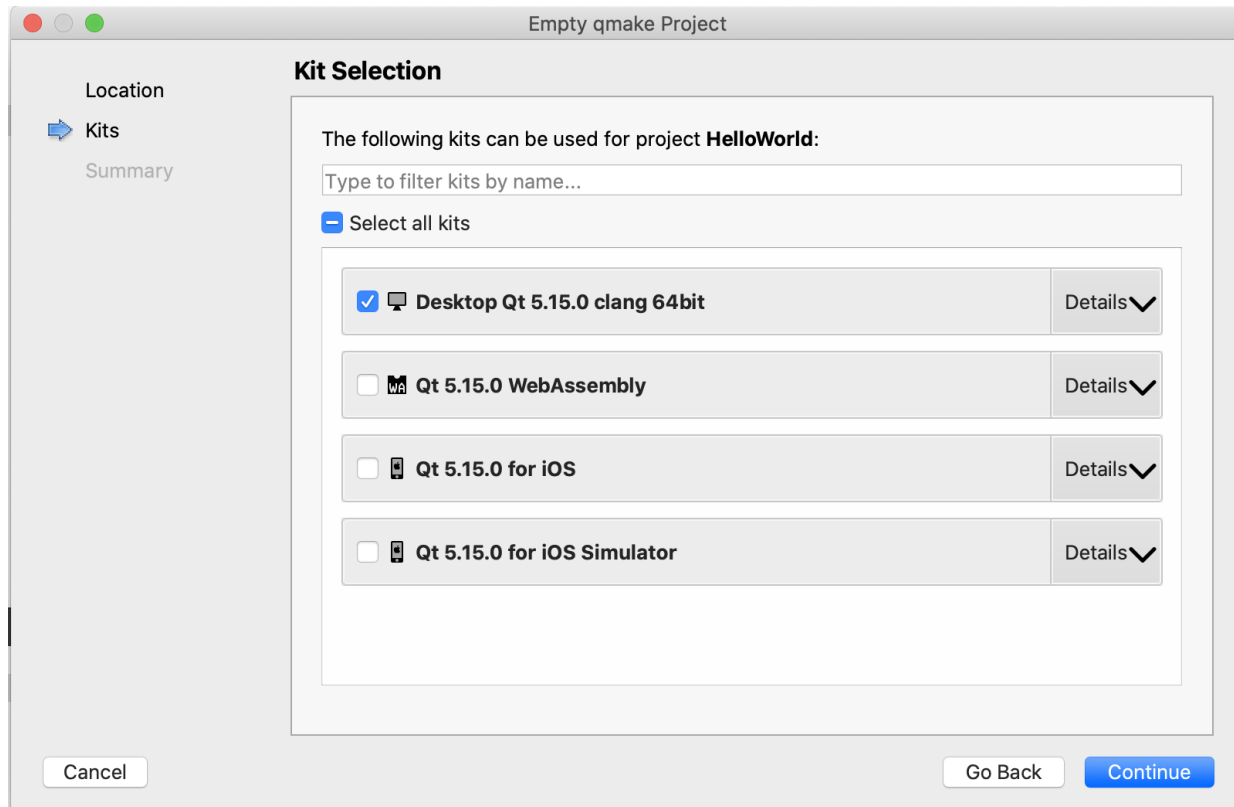 Empty qmake Project
Location
Kits
Summary
Kit Selection
The following kits can be used for project HelloWorld:
Type to filter kits by name...
Select all kits
Desktop Qt 5.15.0 clang 64bit Details
WA Qt 5.15.0 WebAssembly Details
Qt 5.15.0 for iOS Details
Qt 5.15.0 for iOS Simulator Details
Cancel Go Back Continue